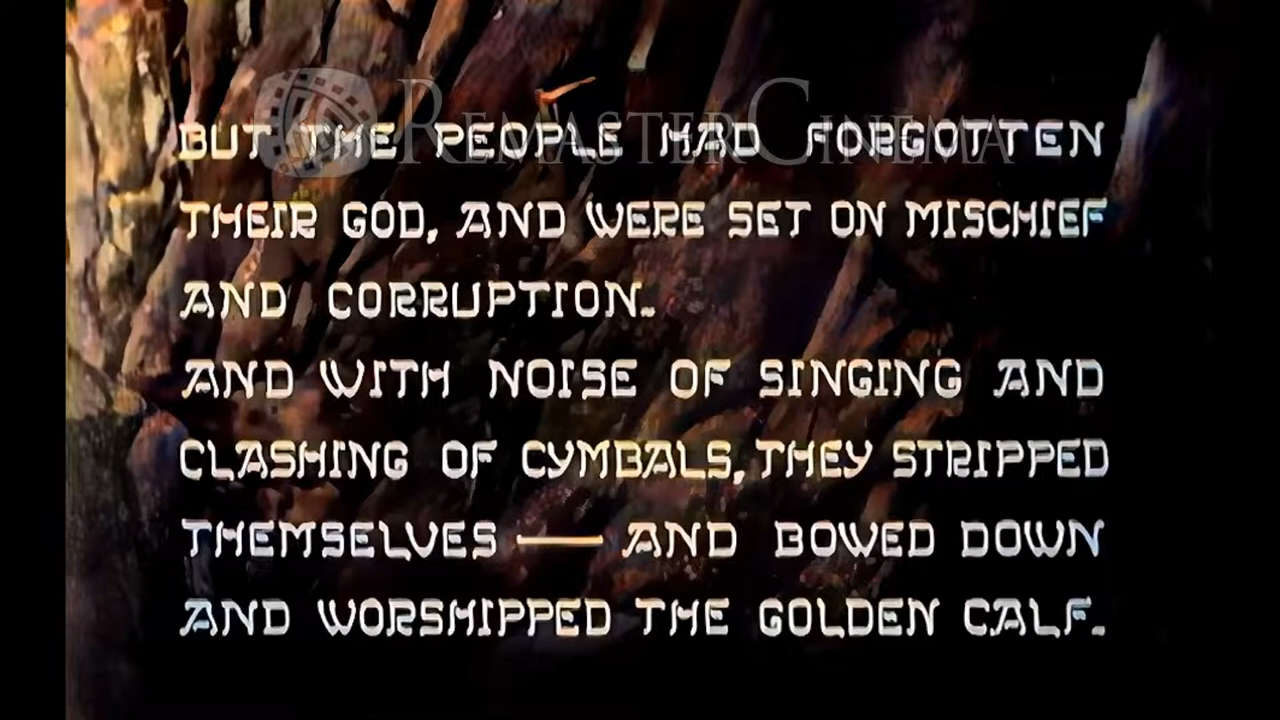 REMASTERCINEMA
BUT THE PEOPLE HAD FORGOTTEN
THEIR GOD, AND WERE SET ON MISCHIEF
AND CORRUPTION.
AND WITH NOISE OF SINGING AND
CLASHING OF CYMBALS, THEY STRIPPED
THEMSELVES — AND BOWED DOWN
AND WORSHIPPED THE GOLDEN CALF.